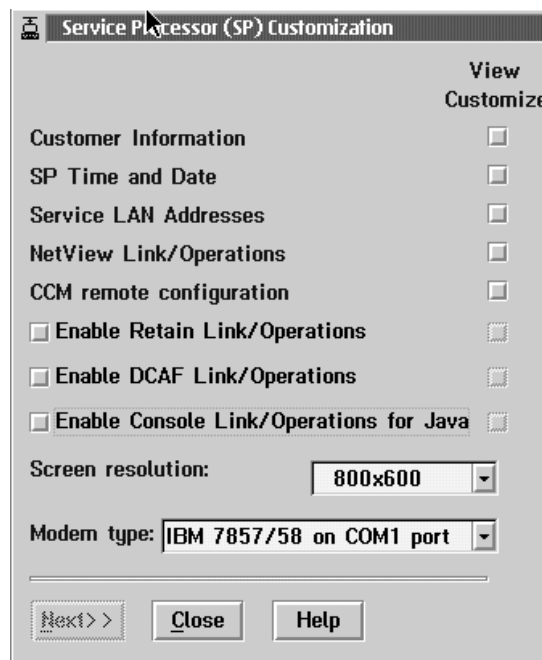 Service Processor (SP) Customization
View
Customize
Customer Information
SP Time and Date
Service LAN Addresses
NetView Link/Operations
CCM remote configuration
Enable Retain Link/Operations
Enable DCAF Link/Operations
Enable Console Link/Operations for Java
Screen resolution: 800x600
Modem type: IBM 7857/58 on COM1 port
Next>> Close Help